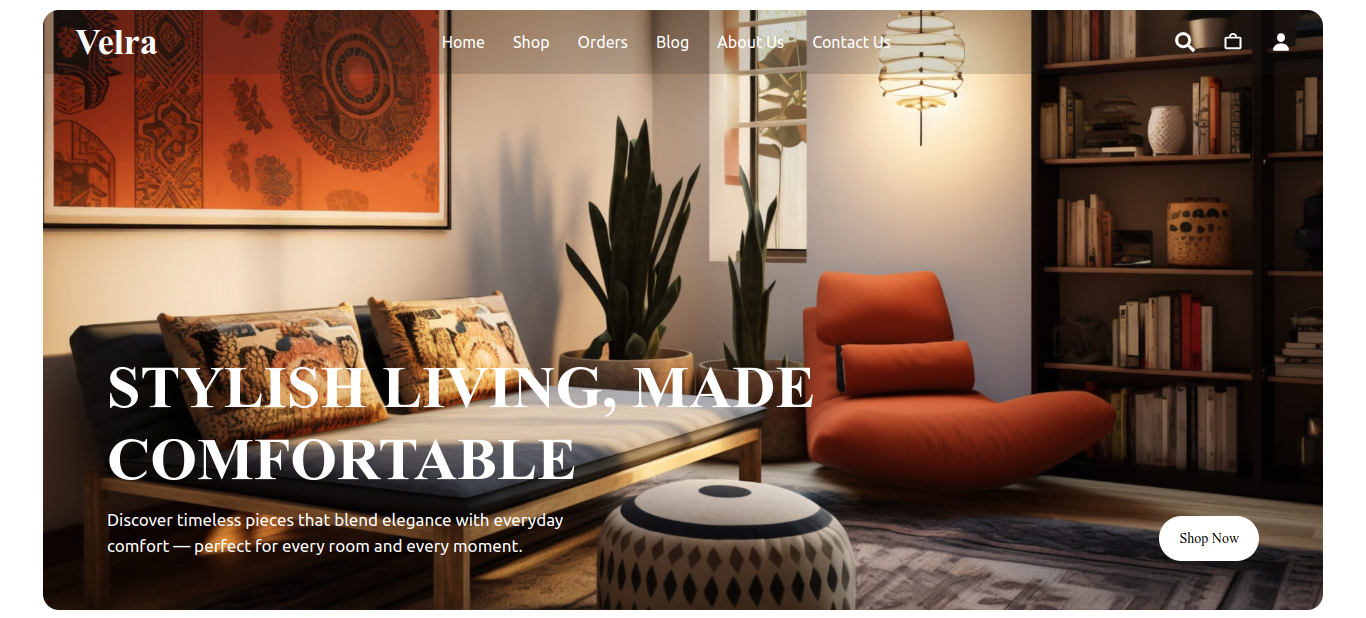 Velra
Home Shop Orders Blog About Us Contact Us
STYLISH LIVING, MADE
COMFORTABLE
Discover timeless pieces that blend elegance with everyday
comfort — perfect for every room and every moment.
Shop Now